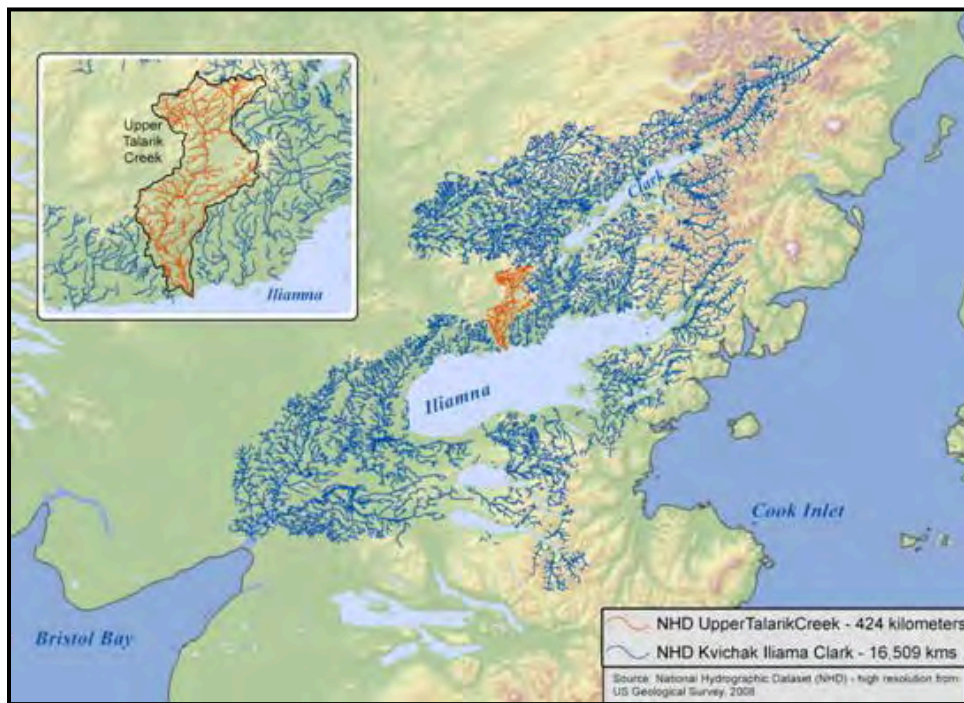 Upper
Talarik
Creek
Iliamna
Clark
Iliamna
Cook Inlet
Bristol Bay
NHD UpperTalarikCreek - 424 kilometers
NHD Kvichak Iliama Clark - 16,509 kms
Source: National Hydrographic Dataset (NHD) - high resolution from
US Geological Survey, 2008